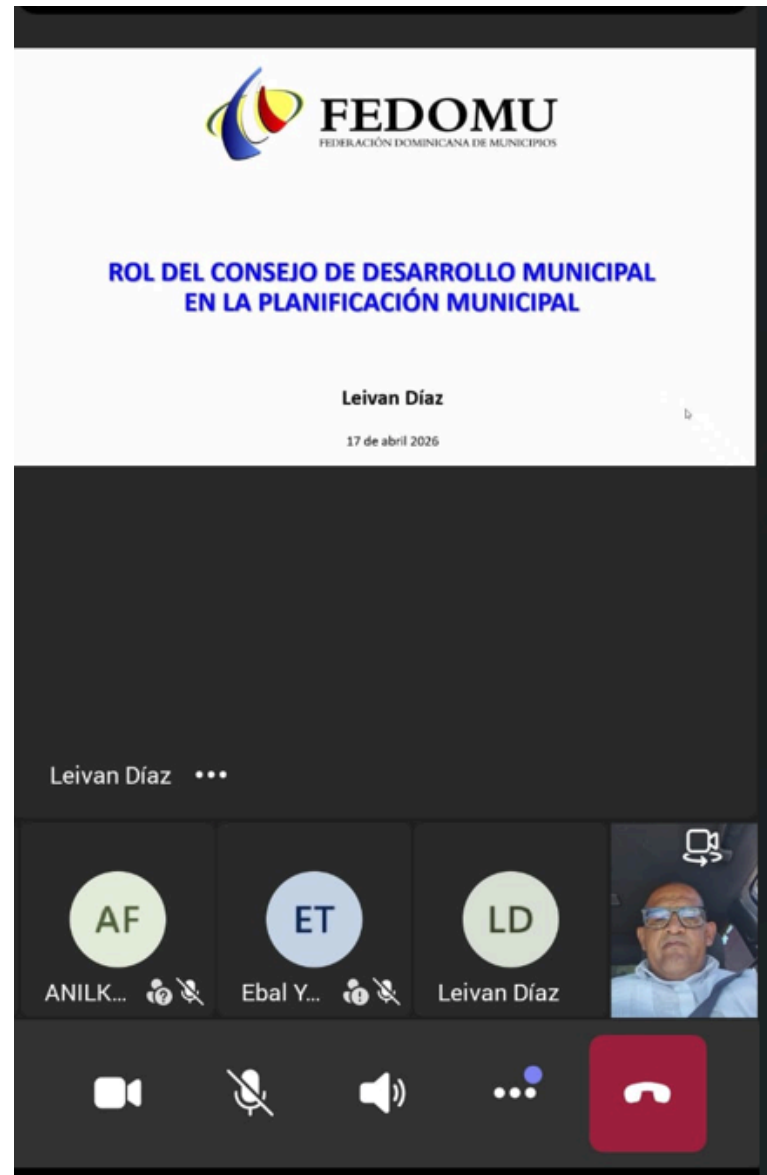 FEDOMU
FEDERACIÓN DOMINICANA DE MUNICIPIOS
ROL DEL CONSEJO DE DESARROLLO MUNICIPAL
EN LA PLANIFICACIÓN MUNICIPAL
Leivan Díaz
17 de abril 2026
Leivan Díaz
AF
ET
LD
ANILK...
Ebal Y...
Leivan Díaz